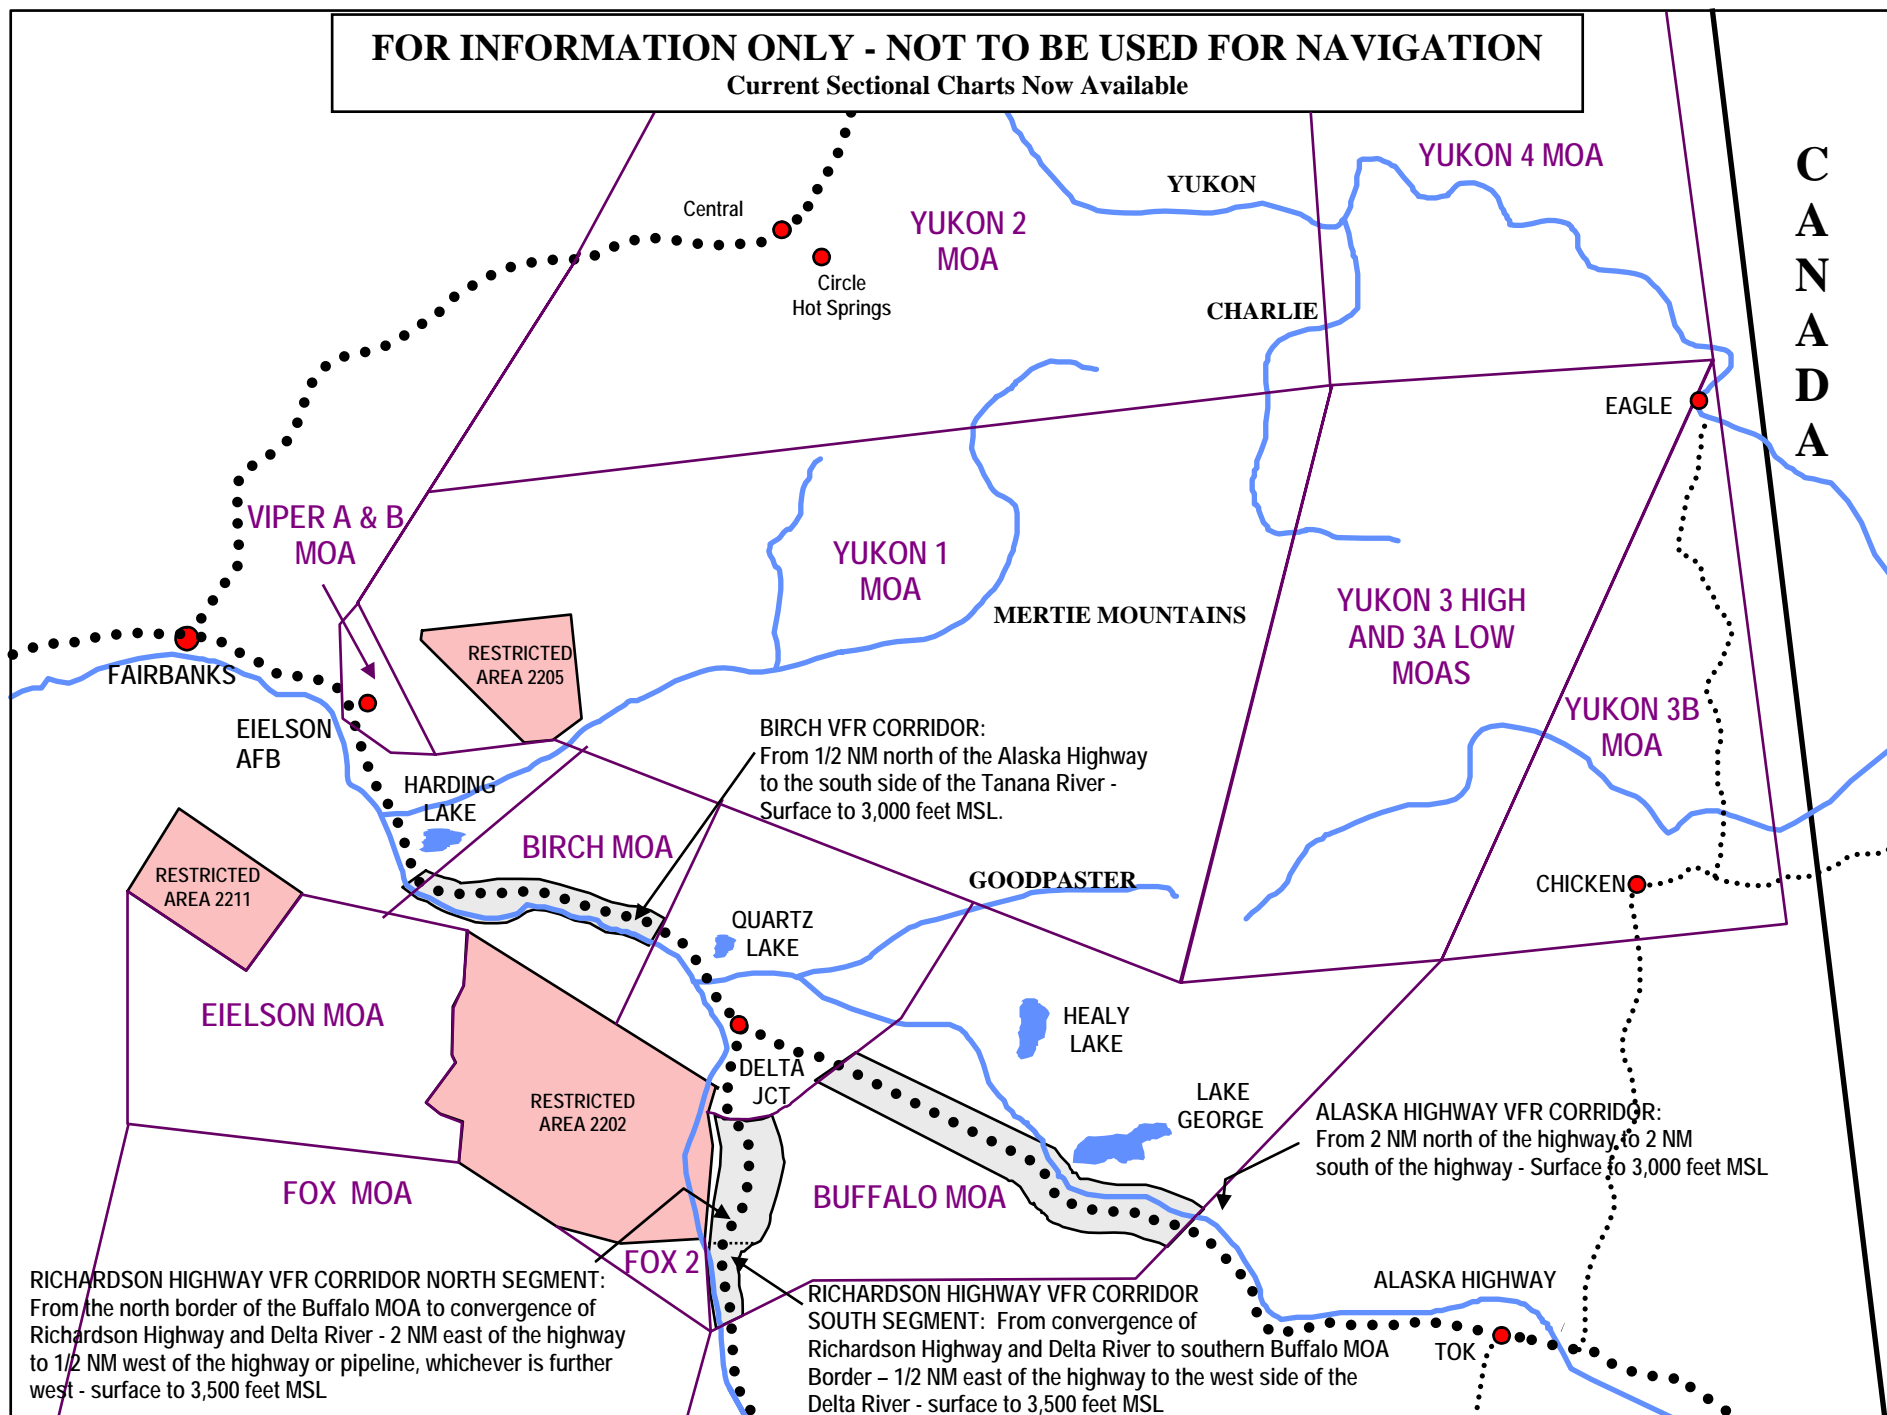 FOR INFORMATION ONLY - NOT TO BE USED FOR NAVIGATION
Current Sectional Charts Now Available
YUKON 4 MOA
C
A
N
A
D
A
YUKON
Central
YUKON 2
MOA
Circle
Hot Springs
CHARLIE
EAGLE
VIPER A & B
MOA
YUKON 1
MOA
MERTIE MOUNTAINS
YUKON 3 HIGH
AND 3A LOW
MOAS
RESTRICTED
AREA 2205
FAIRBANKS
EIELSON
AFB
YUKON 3B
MOA
BIRCH VFR CORRIDOR:
From 1/2 NM north of the Alaska Highway
to the south side of the Tanana River -
Surface to 3,000 feet MSL.
HARDING
LAKE
BIRCH MOA
RESTRICTED
AREA 2211
GOODPASTER
CHICKEN
QUARTZ
LAKE
EIELSON MOA
HEALY
LAKE
DELTA
JCT
RESTRICTED
AREA 2202
LAKE
GEORGE
ALASKA HIGHWAY VFR CORRIDOR:
From 2 NM north of the highway to 2 NM
south of the highway - Surface to 3,000 feet MSL
FOX MOA
BUFFALO MOA
FOX 2
RICHARDSON HIGHWAY VFR CORRIDOR NORTH SEGMENT:
From the north border of the Buffalo MOA to convergence of
Richardson Highway and Delta River - 2 NM east of the highway
to 1/2 NM west of the highway or pipeline, whichever is further
west - surface to 3,500 feet MSL
RICHARDSON HIGHWAY VFR CORRIDOR
SOUTH SEGMENT: From convergence of
Richardson Highway and Delta River to southern Buffalo MOA
Border – 1/2 NM east of the highway to the west side of the
Delta River - surface to 3,500 feet MSL
ALASKA HIGHWAY
TOK